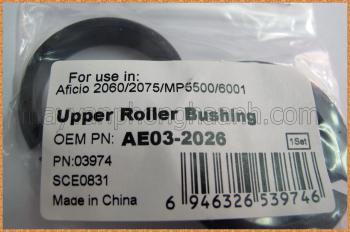 For use in:
Aficio 2060/2075/MP5500/6001
Upper Roller Bushing
OEM PN: AE03-2026
1Set
PN:03974
SCE0831
Made in China
6 946326 539746